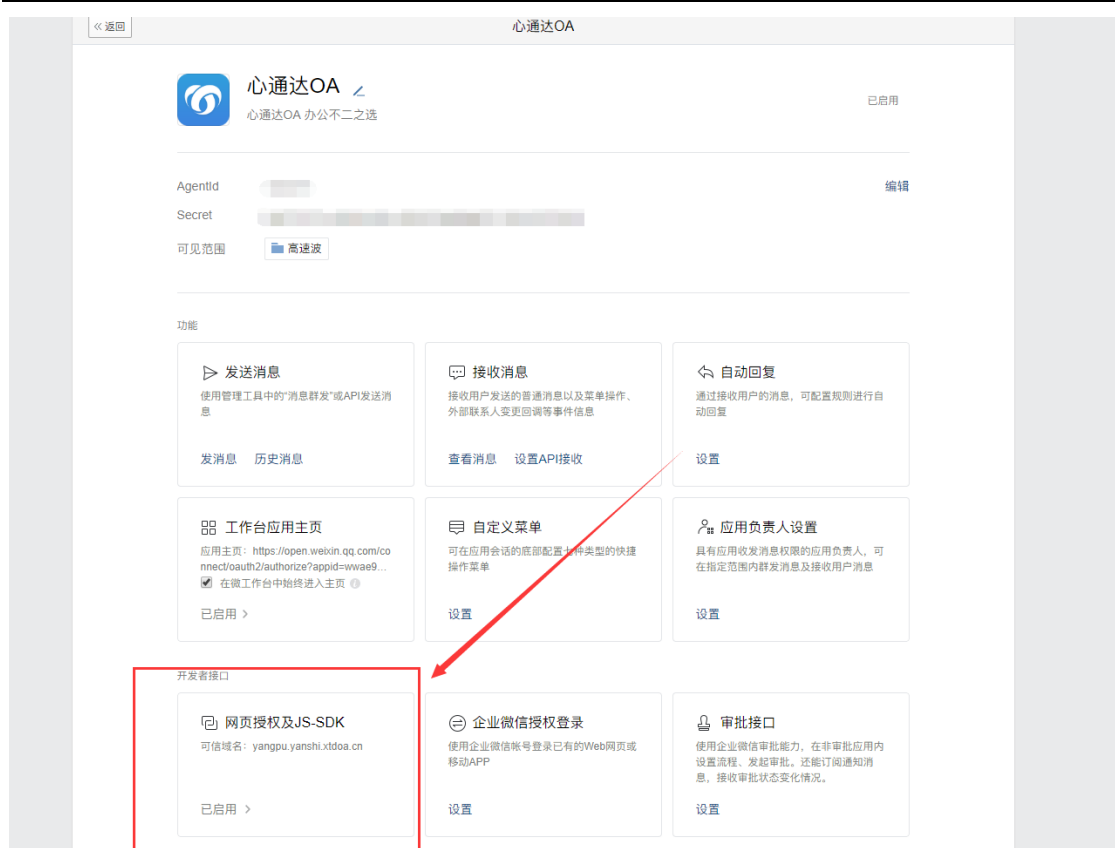 «返回
心通达OA
心通达OA
心通达OA 办公不二之选
已启用
AgentId
编辑
Secret
可见范围
高速波
功能
发送消息
使用管理工具中的“消息群发”或API发送消
息
发消息 历史消息
接收消息
接收用户发送的普通消息以及菜单操作、
外部联系人变更回调等事件信息
查看消息 设置API接收
自动回复
通过接收用户的消息，可配置规则进行自
动回复
设置
工作台应用主页
应用主页：https://open.weixin.qq.com/co
nnect/oauth2/authorize?appid=wwae9...
在微工作台中始终进入主页
已启用 >
自定义菜单
可在应用会话的底部配置七种类型的快捷
操作菜单
设置
应用负责人设置
具有应用收发消息权限的应用负责人，可
在指定范围内群发消息及接收用户消息
设置
开发者接口
网页授权及JS-SDK
可信域名：yangpu.yanshi.xtdoa.cn
已启用 >
企业微信授权登录
使用企业微信帐号登录已有的Web网页或
移动APP
设置
审批接口
使用企业微信审批能力，在非审批应用内
设置流程、发起审批。还能订阅通知消
息，接收审批状态变化情况。
设置